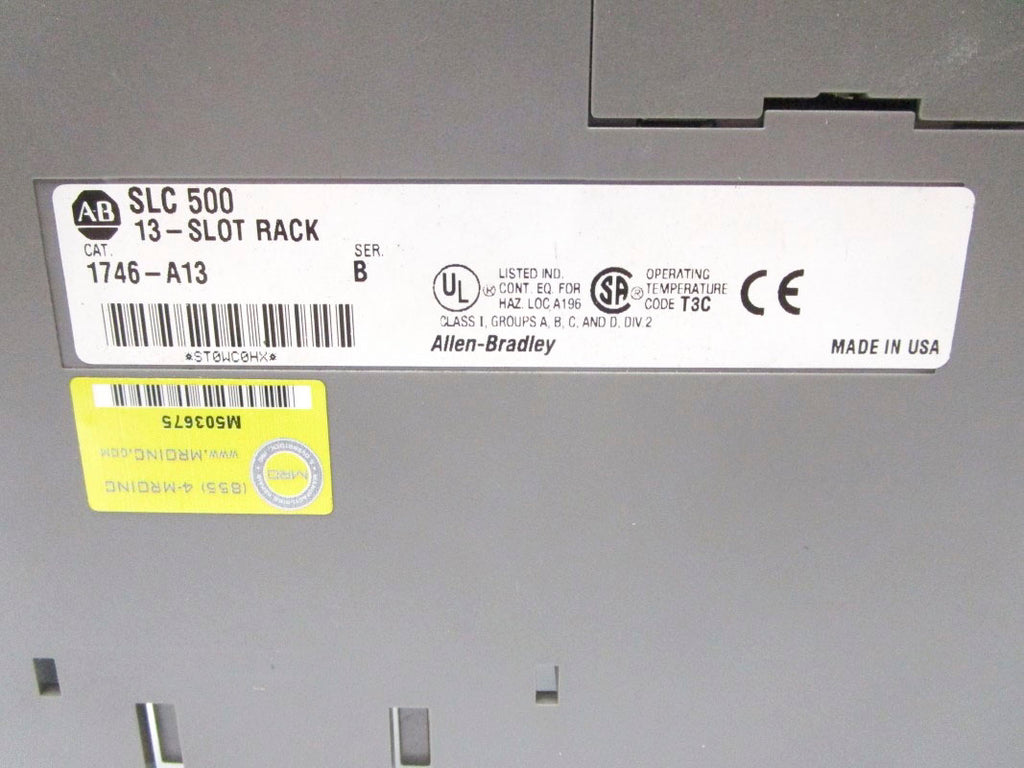 AB
SLC 500
13-SLOT RACK
CAT.
SER.
1746-A13
B
*ST0WC0HX*
UL
LISTED IND.
CONT. EQ. FOR
HAZ. LOC A196
CLASS I, GROUPS A, B, C, AND D, DIV.2
SA
OPERATING
TEMPERATURE
CODE T3C
CE
Allen-Bradley
MADE IN USA
M503675
www.MROINC.com
(855) 4-MROINC
MRO